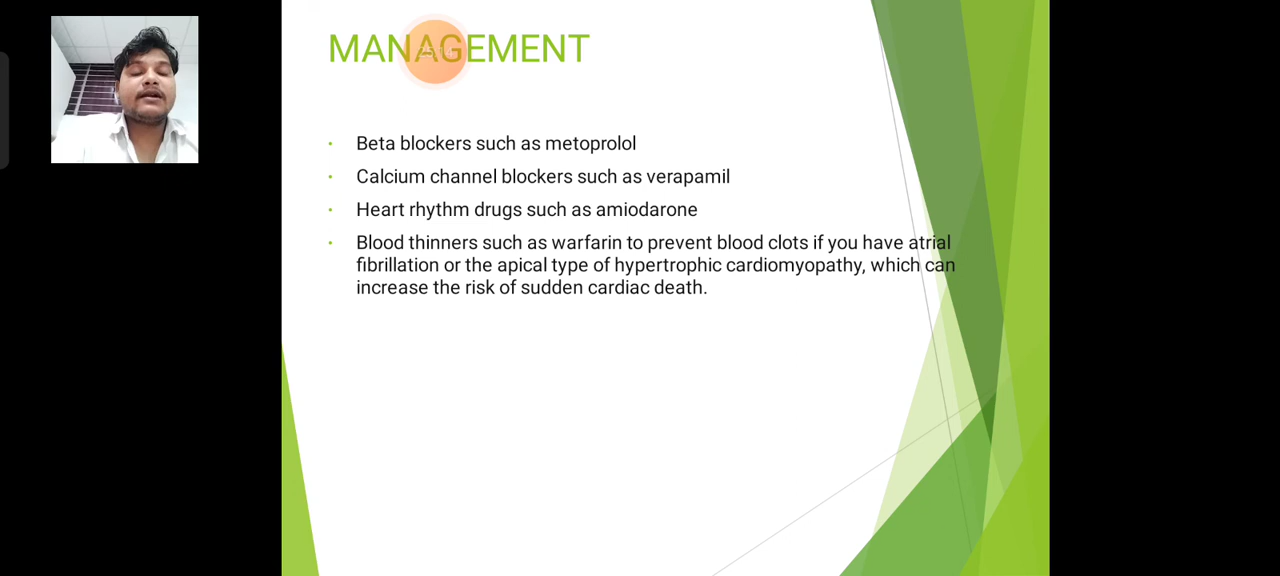 MANAGEMENT
Beta blockers such as metoprolol
Calcium channel blockers such as verapamil
Heart rhythm drugs such as amiodarone
Blood thinners such as warfarin to prevent blood clots if you have atrial
fibrillation or the apical type of hypertrophic cardiomyopathy, which can
increase the risk of sudden cardiac death.